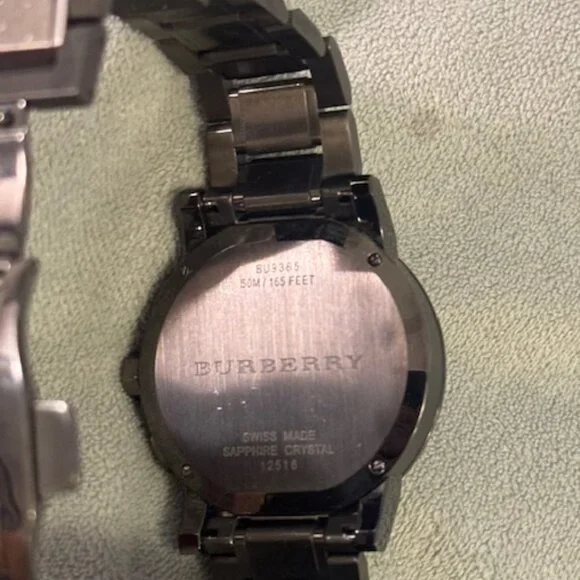 BU9365
50M/165 FEET
BURBERRY
SWISS MADE
SAPPHIRE CRYSTAL
12516